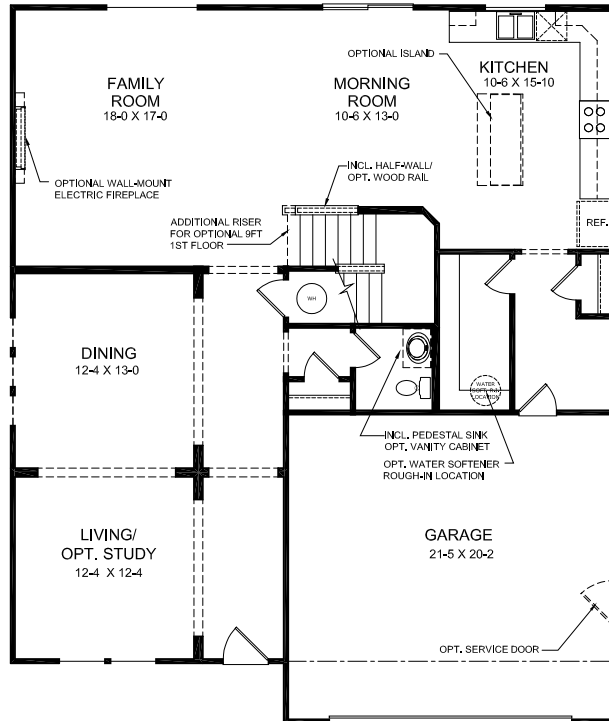 OPTIONAL ISLAND
KITCHEN
10-6 X 15-10
FAMILY
ROOM
18-0 X 17-0
MORNING
ROOM
10-6 X 13-0
INCL. HALF-WALL/
OPT. WOOD RAIL
OPTIONAL WALL-MOUNT
ELECTRIC FIREPLACE
ADDITIONAL RISER
FOR OPTIONAL 9FT
1ST FLOOR
REF.
WH
DINING
12-4 X 13-0
WATER
LOCATION
INCL. PEDESTAL SINK
OPT. VANITY CABINET
OPT. WATER SOFTENER
ROUGH-IN LOCATION
LIVING/
OPT. STUDY
12-4 X 12-4
GARAGE
21-5 X 20-2
OPT. SERVICE DOOR